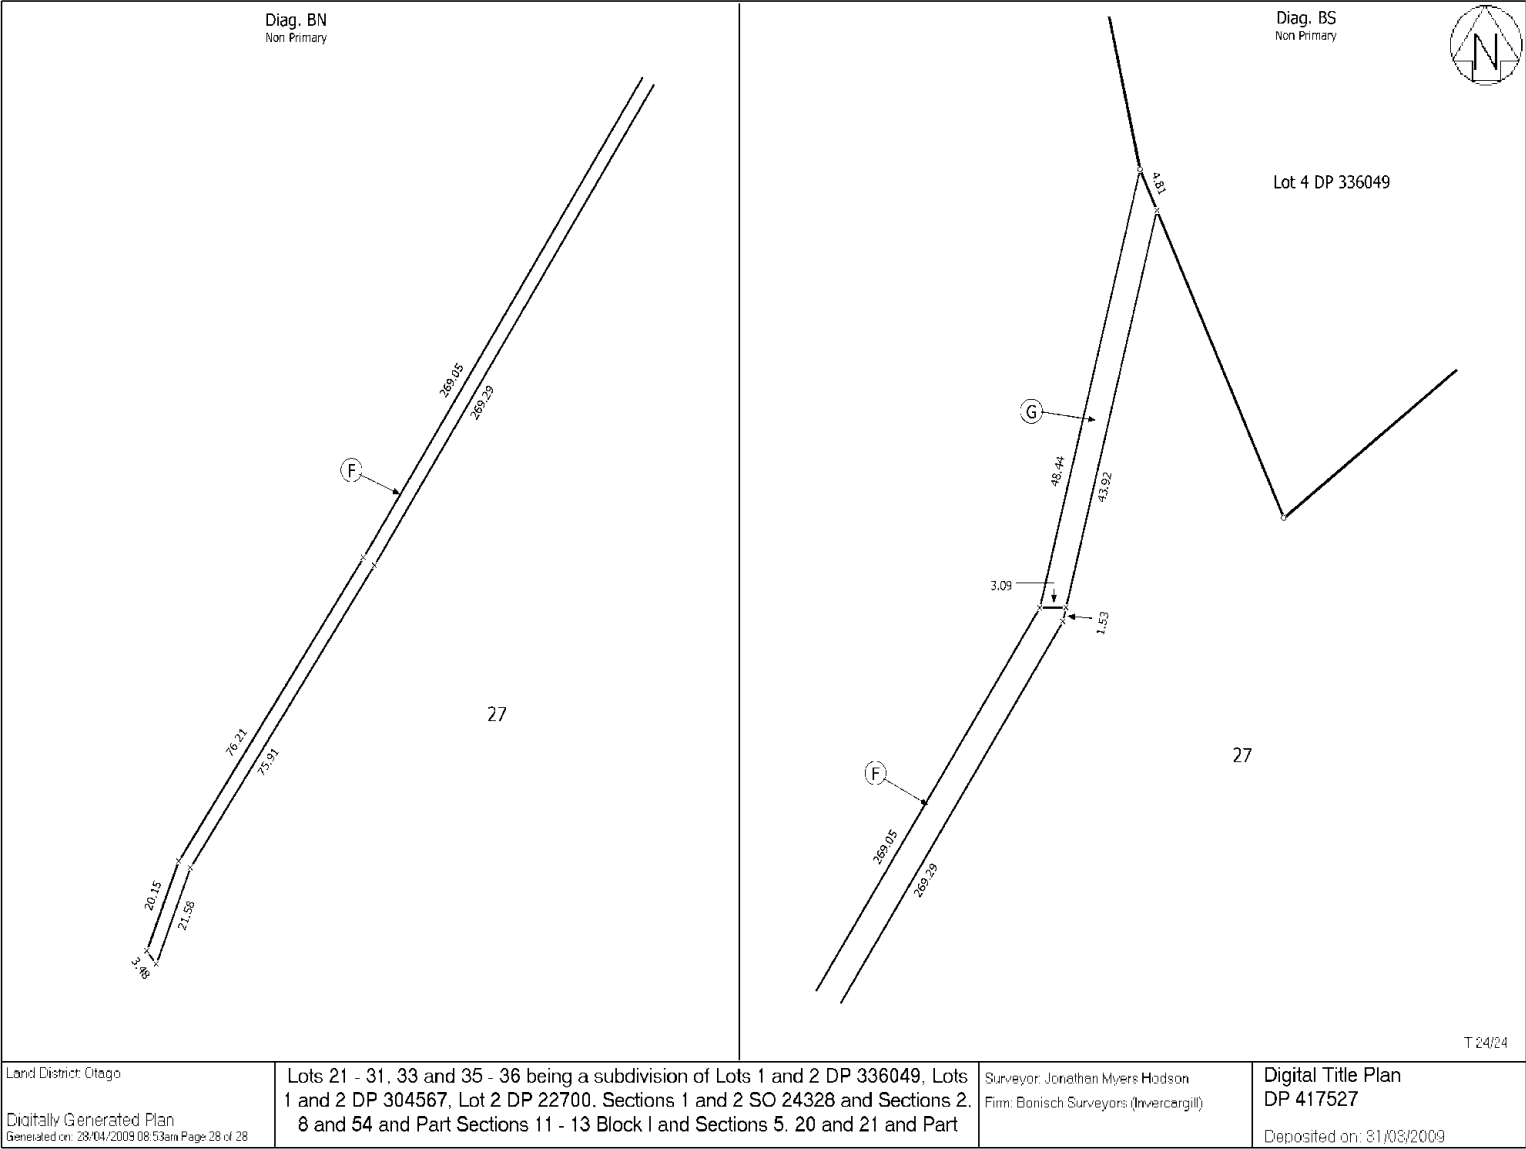 Diag. BN
Non Primary
269.05
269.29
F
27
76.21
75.91
20.15
21.58
3.48
Diag. BS
Non Primary
N
4.81
Lot 4 DP 336049
G
48.44
43.92
3.09
1.53
27
F
269.05
269.29
T 24/24
Land District: Otago
Digitally Generated Plan
Generated on: 28/04/2009 08:53am Page 28 of 28
Lots 21 - 31, 33 and 35 - 36 being a subdivision of Lots 1 and 2 DP 336049, Lots
1 and 2 DP 304567, Lot 2 DP 22700, Sections 1 and 2 SO 24328 and Sections 2,
8 and 54 and Part Sections 11 - 13 Block I and Sections 5, 20 and 21 and Part
Surveyor: Jonathan Myers Hodson
Firm: Bonisch Surveyors (Invercargill)
Digital Title Plan
DP 417527
Deposited on: 31/03/2009